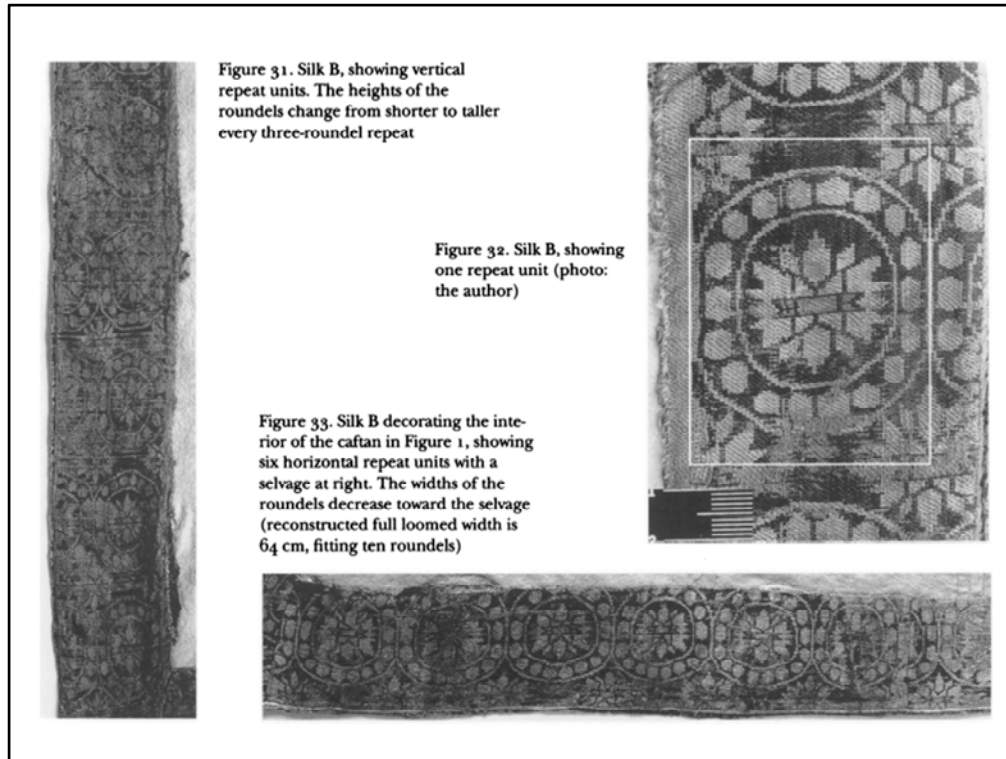 Figure 31. Silk B, showing vertical
repeat units. The heights of the
roundels change from shorter to taller
every three-roundel repeat
Figure 32. Silk B, showing
one repeat unit (photo:
the author)
Figure 33. Silk B decorating the inte-
rior of the caftan in Figure 1, showing
six horizontal repeat units with a
selvage at right. The widths of the
roundels decrease toward the selvage
(reconstructed full loomed width is
64 cm, fitting ten roundels)